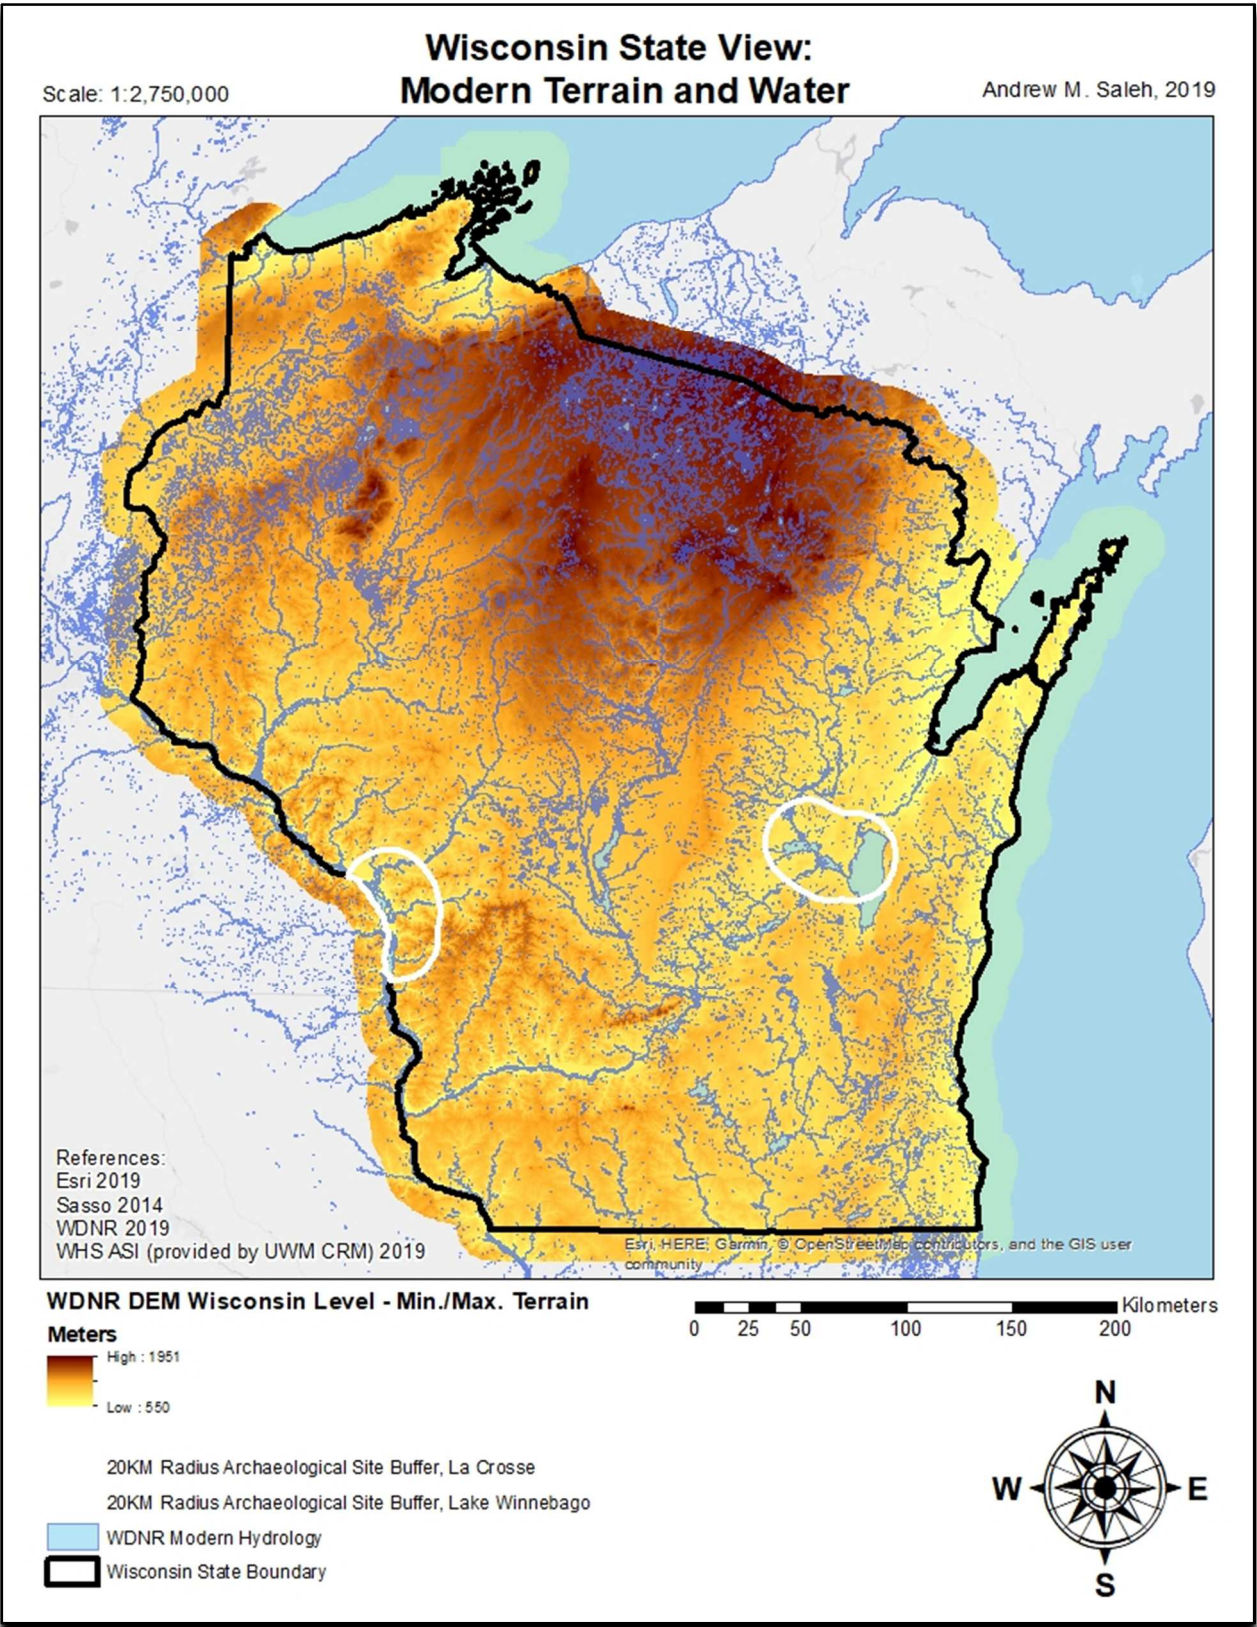 Wisconsin State View:
Modern Terrain and Water
Scale: 1:2,750,000
Andrew M. Saleh, 2019
References:
Esri 2019
Sasso 2014
WDNR 2019
WHS ASI (provided by UWM CRM) 2019
Esri, HERE, Garmin, © OpenStreetMap contributors, and the GIS user
community
WDNR DEM Wisconsin Level - Min./Max. Terrain
Meters
High : 1951
Low : 550
Kilometers
0 25 50 100 150 200
20KM Radius Archaeological Site Buffer, La Crosse
20KM Radius Archaeological Site Buffer, Lake Winnebago
WDNR Modern Hydrology
Wisconsin State Boundary
N
W E
S